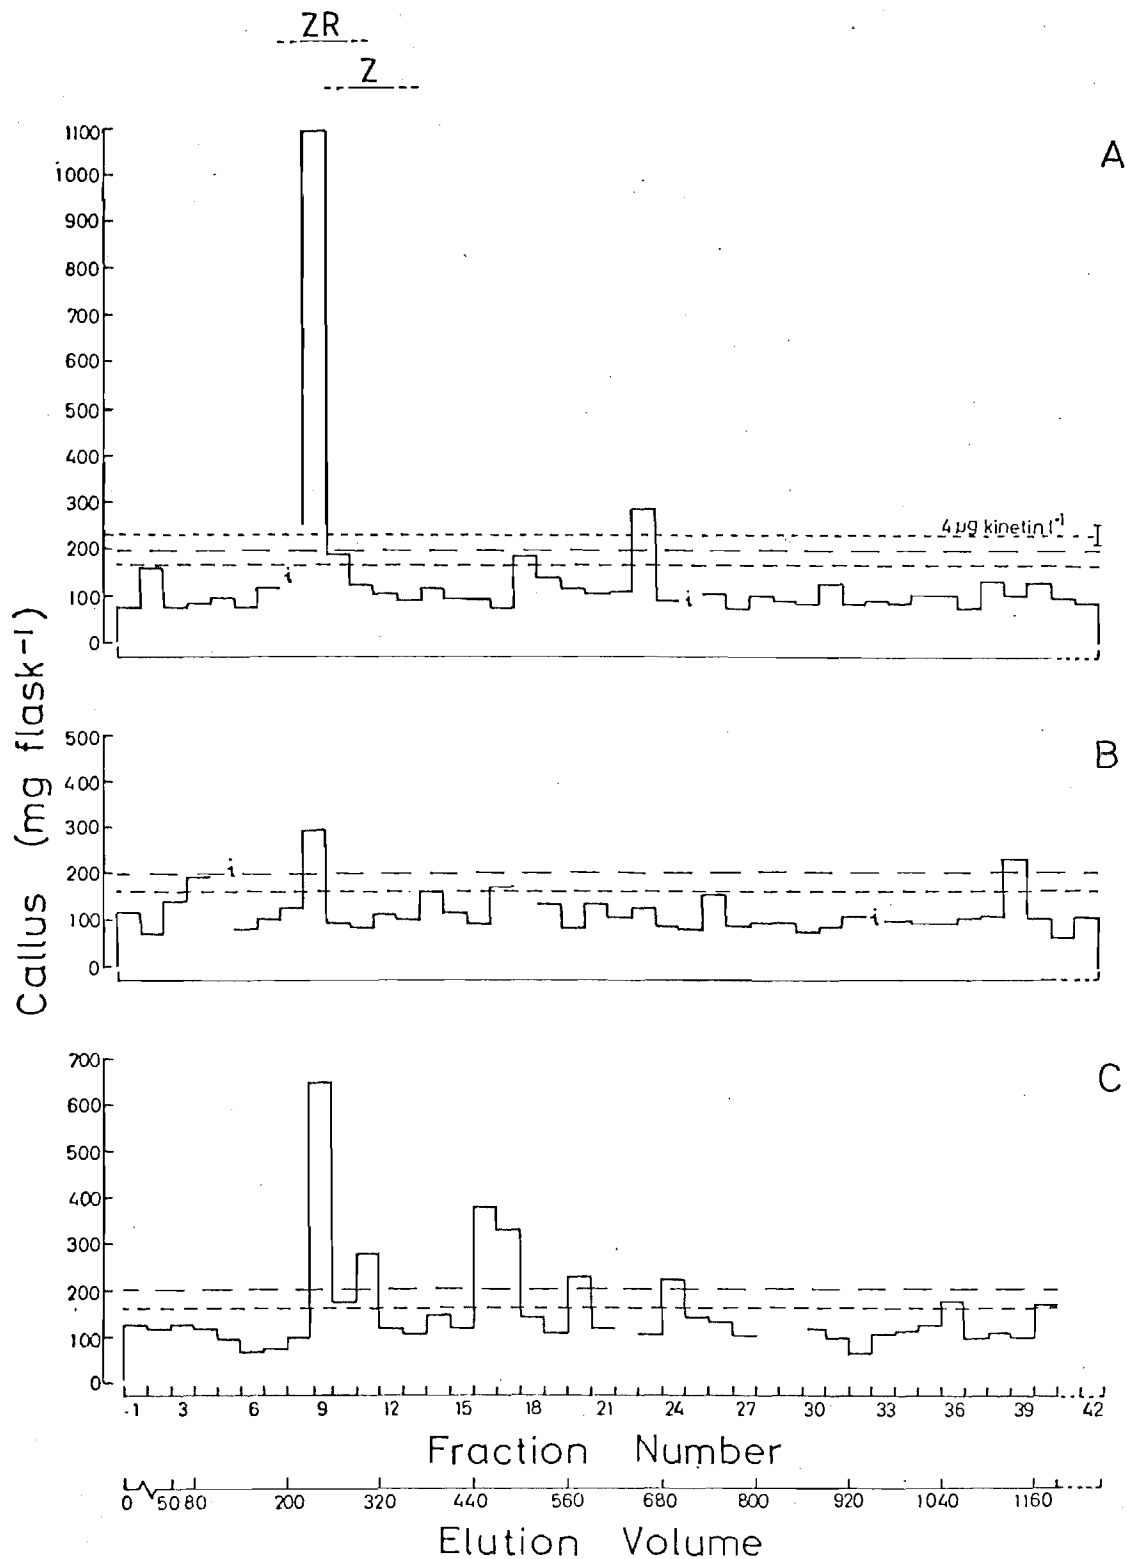 ZR
Z
A
1100
1000
900
800
700
600
500
400
300
200
100
0
4 µg kinetin l⁻¹
i
i
B
500
400
300
200
100
0
i
i
C
700
600
500
400
300
200
100
0
Callus (mg flask⁻¹)
1 3 6 9 12 15 18 21 24 27 30 33 36 39 42
Fraction Number
0 50 80 200 320 440 560 680 800 920 1040 1160
Elution Volume